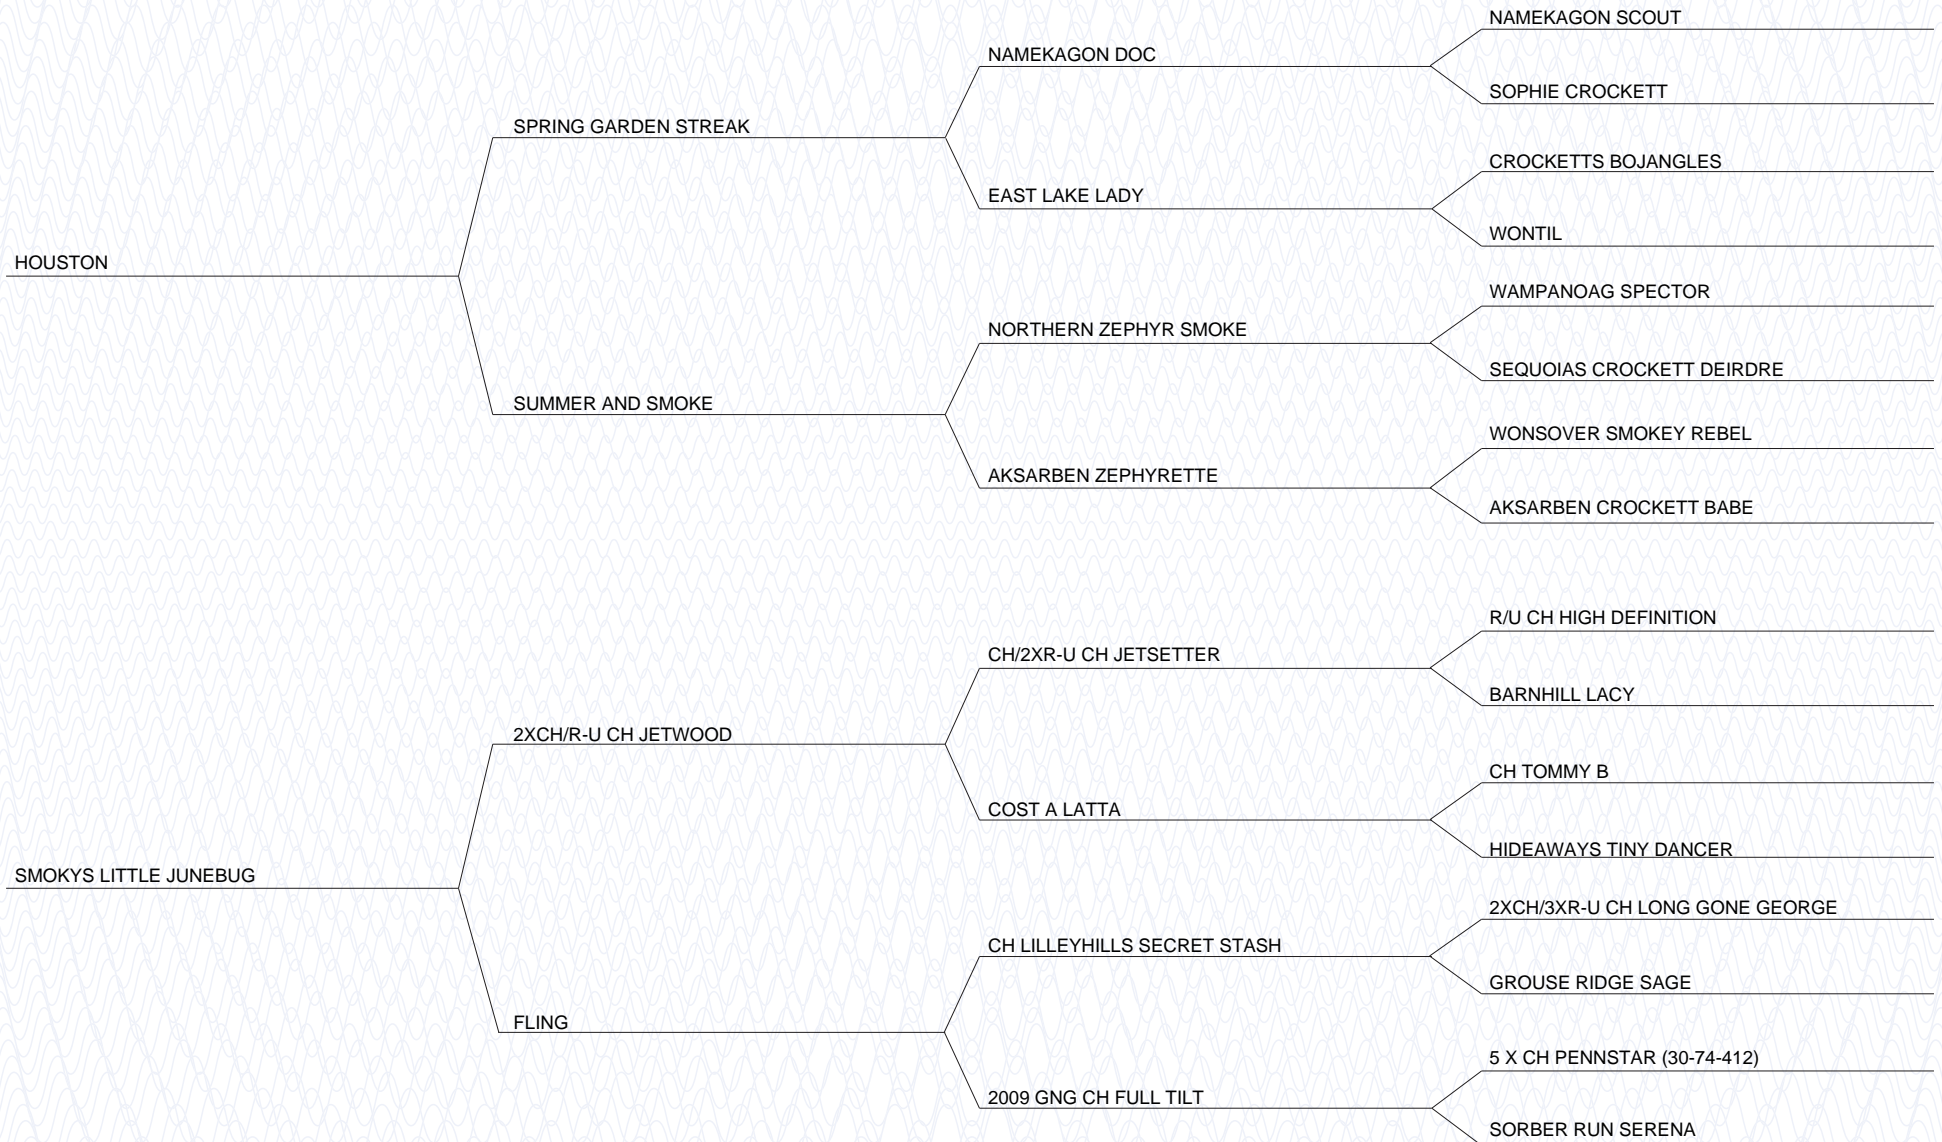 NAMEKAGON SCOUT
NAMEKAGON DOC
SOPHIE CROCKETT
SPRING GARDEN STREAK
CROCKETTS BOJANGLES
EAST LAKE LADY
WONTIL
HOUSTON
WAMPANOAG SPECTOR
NORTHERN ZEPHYR SMOKE
SEQUOIAS CROCKETT DEIRDRE
SUMMER AND SMOKE
WONSOVER SMOKEY REBEL
AKSARBEN ZEPHYRETTE
AKSARBEN CROCKETT BABE
R/U CH HIGH DEFINITION
CH/2XR-U CH JETSETTER
BARNHILL LACY
2XCH/R-U CH JETWOOD
CH TOMMY B
COST A LATTA
HIDEAWAYS TINY DANCER
SMOKYS LITTLE JUNEBUG
2XCH/3XR-U CH LONG GONE GEORGE
CH LILLEYHILLS SECRET STASH
GROUSE RIDGE SAGE
FLING
5 X CH PENNSTAR (30-74-412)
2009 GNG CH FULL TILT
SORBER RUN SERENA